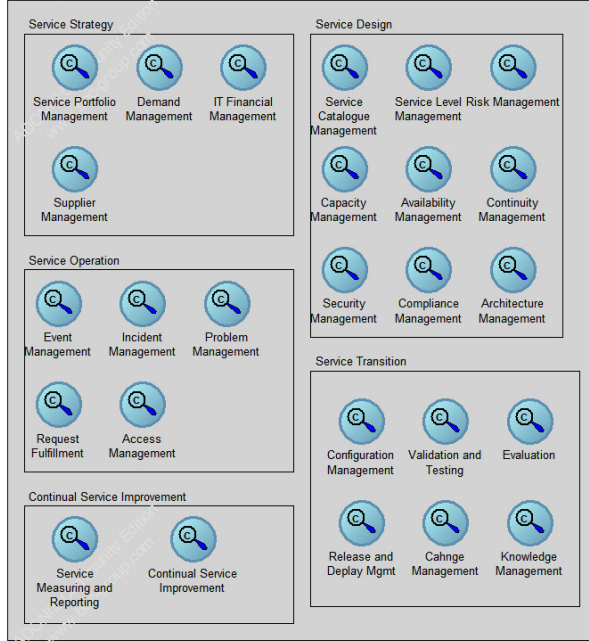 Service Strategy
Service Portfolio
Management
Demand
Management
IT Financial
Management
Supplier
Management
Service Design
Service
Catalogue
Management
Service Level
Management
Risk Management
Capacity
Management
Availability
Management
Continuity
Management
Security
Management
Compliance
Management
Architecture
Management
Service Operation
Event
Management
Incident
Management
Problem
Management
Request
Fulfillment
Access
Management
Service Transition
Configuration
Management
Validation and
Testing
Evaluation
Release and
Deplay Mgmt
Cahnge
Management
Knowledge
Management
Continual Service Improvement
Service
Measuring and
Reporting
Continual Service
Improvement